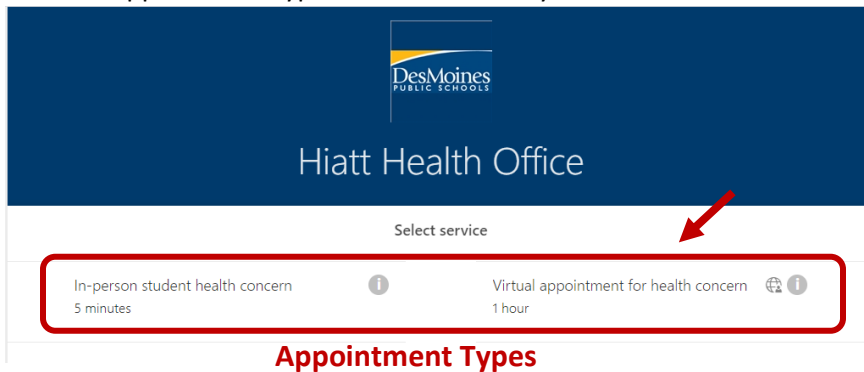 DesMoines
PUBLIC SCHOOLS
Hiatt Health Office
Select service
In-person student health concern
5 minutes
Virtual appointment for health concern
1 hour
Appointment Types